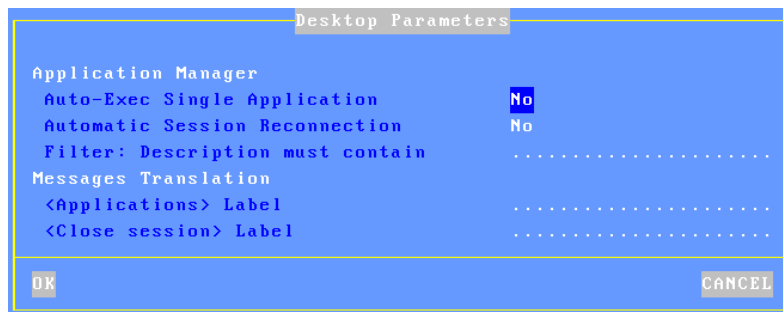 Desktop Parameters
Application Manager
Auto-Exec Single Application No
Automatic Session Reconnection No
Filter: Description must contain ......................
Messages Translation
<Applications> Label ......................
<Close session> Label ......................
OK CANCEL